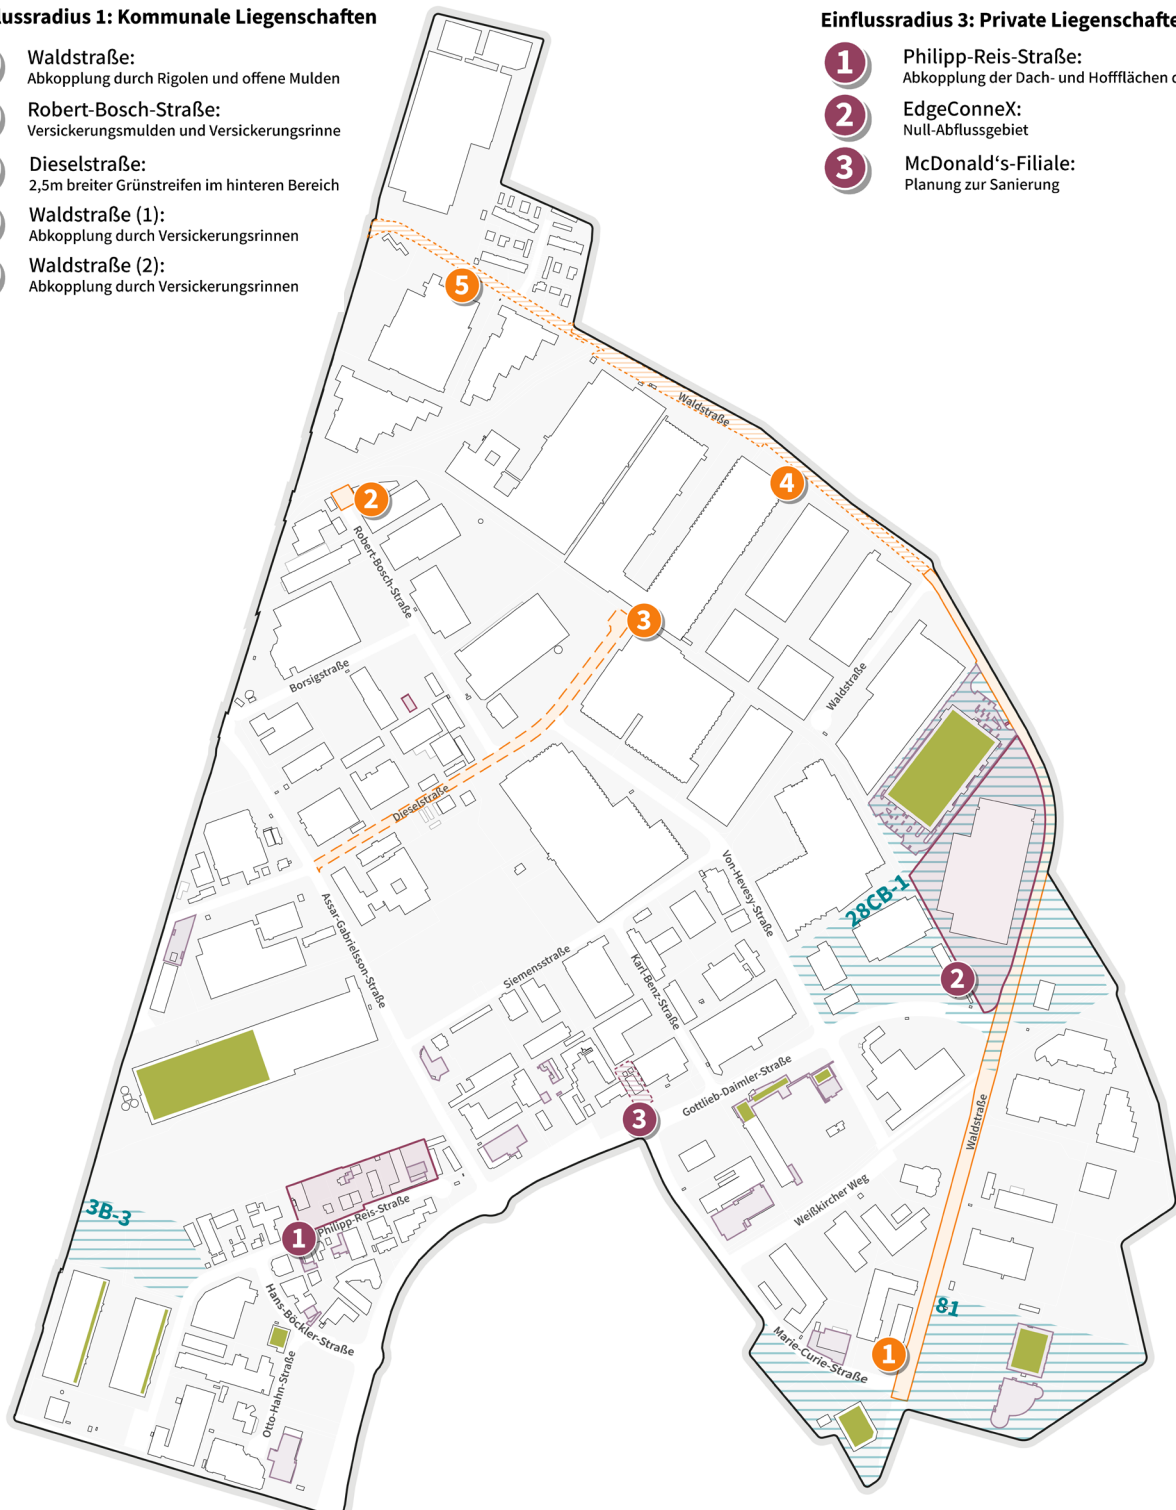 lussradius 1: Kommunale Liegenschaften
Waldstraße:
Abkopplung durch Rigolen und offene Mulden
Robert-Bosch-Straße:
Versickerungsmulden und Versickerungsrinne
Dieselstraße:
2,5m breiter Grünstreifen im hinteren Bereich
Waldstraße (1):
Abkopplung durch Versickerungsrinnen
Waldstraße (2):
Abkopplung durch Versickerungsrinnen
Einflussradius 3: Private Liegenschafte
1
Philipp-Reis-Straße:
Abkopplung der Dach- und Hoffflächen
2
EdgeConneX:
Null-Abflussgebiet
3
McDonald‘s-Filiale:
Planung zur Sanierung
5
Waldstraße
4
2
Robert-Bosch-Straße
3
Borsigstraße
Waldstraße
Dieselstraße
Von-Hevesy-Straße
28CB-1
Assar-Gabrielsson-Straße
Siemensstraße
Karl-Benz-Straße
2
Gottlieb-Daimler-Straße
3
Waldstraße
Weißkircher Weg
3B-3
Philipp-Reis-Straße
1
Hans-Böckler-Straße
81
Marie-Curie-Straße
1
Otto-Hahn-Straße